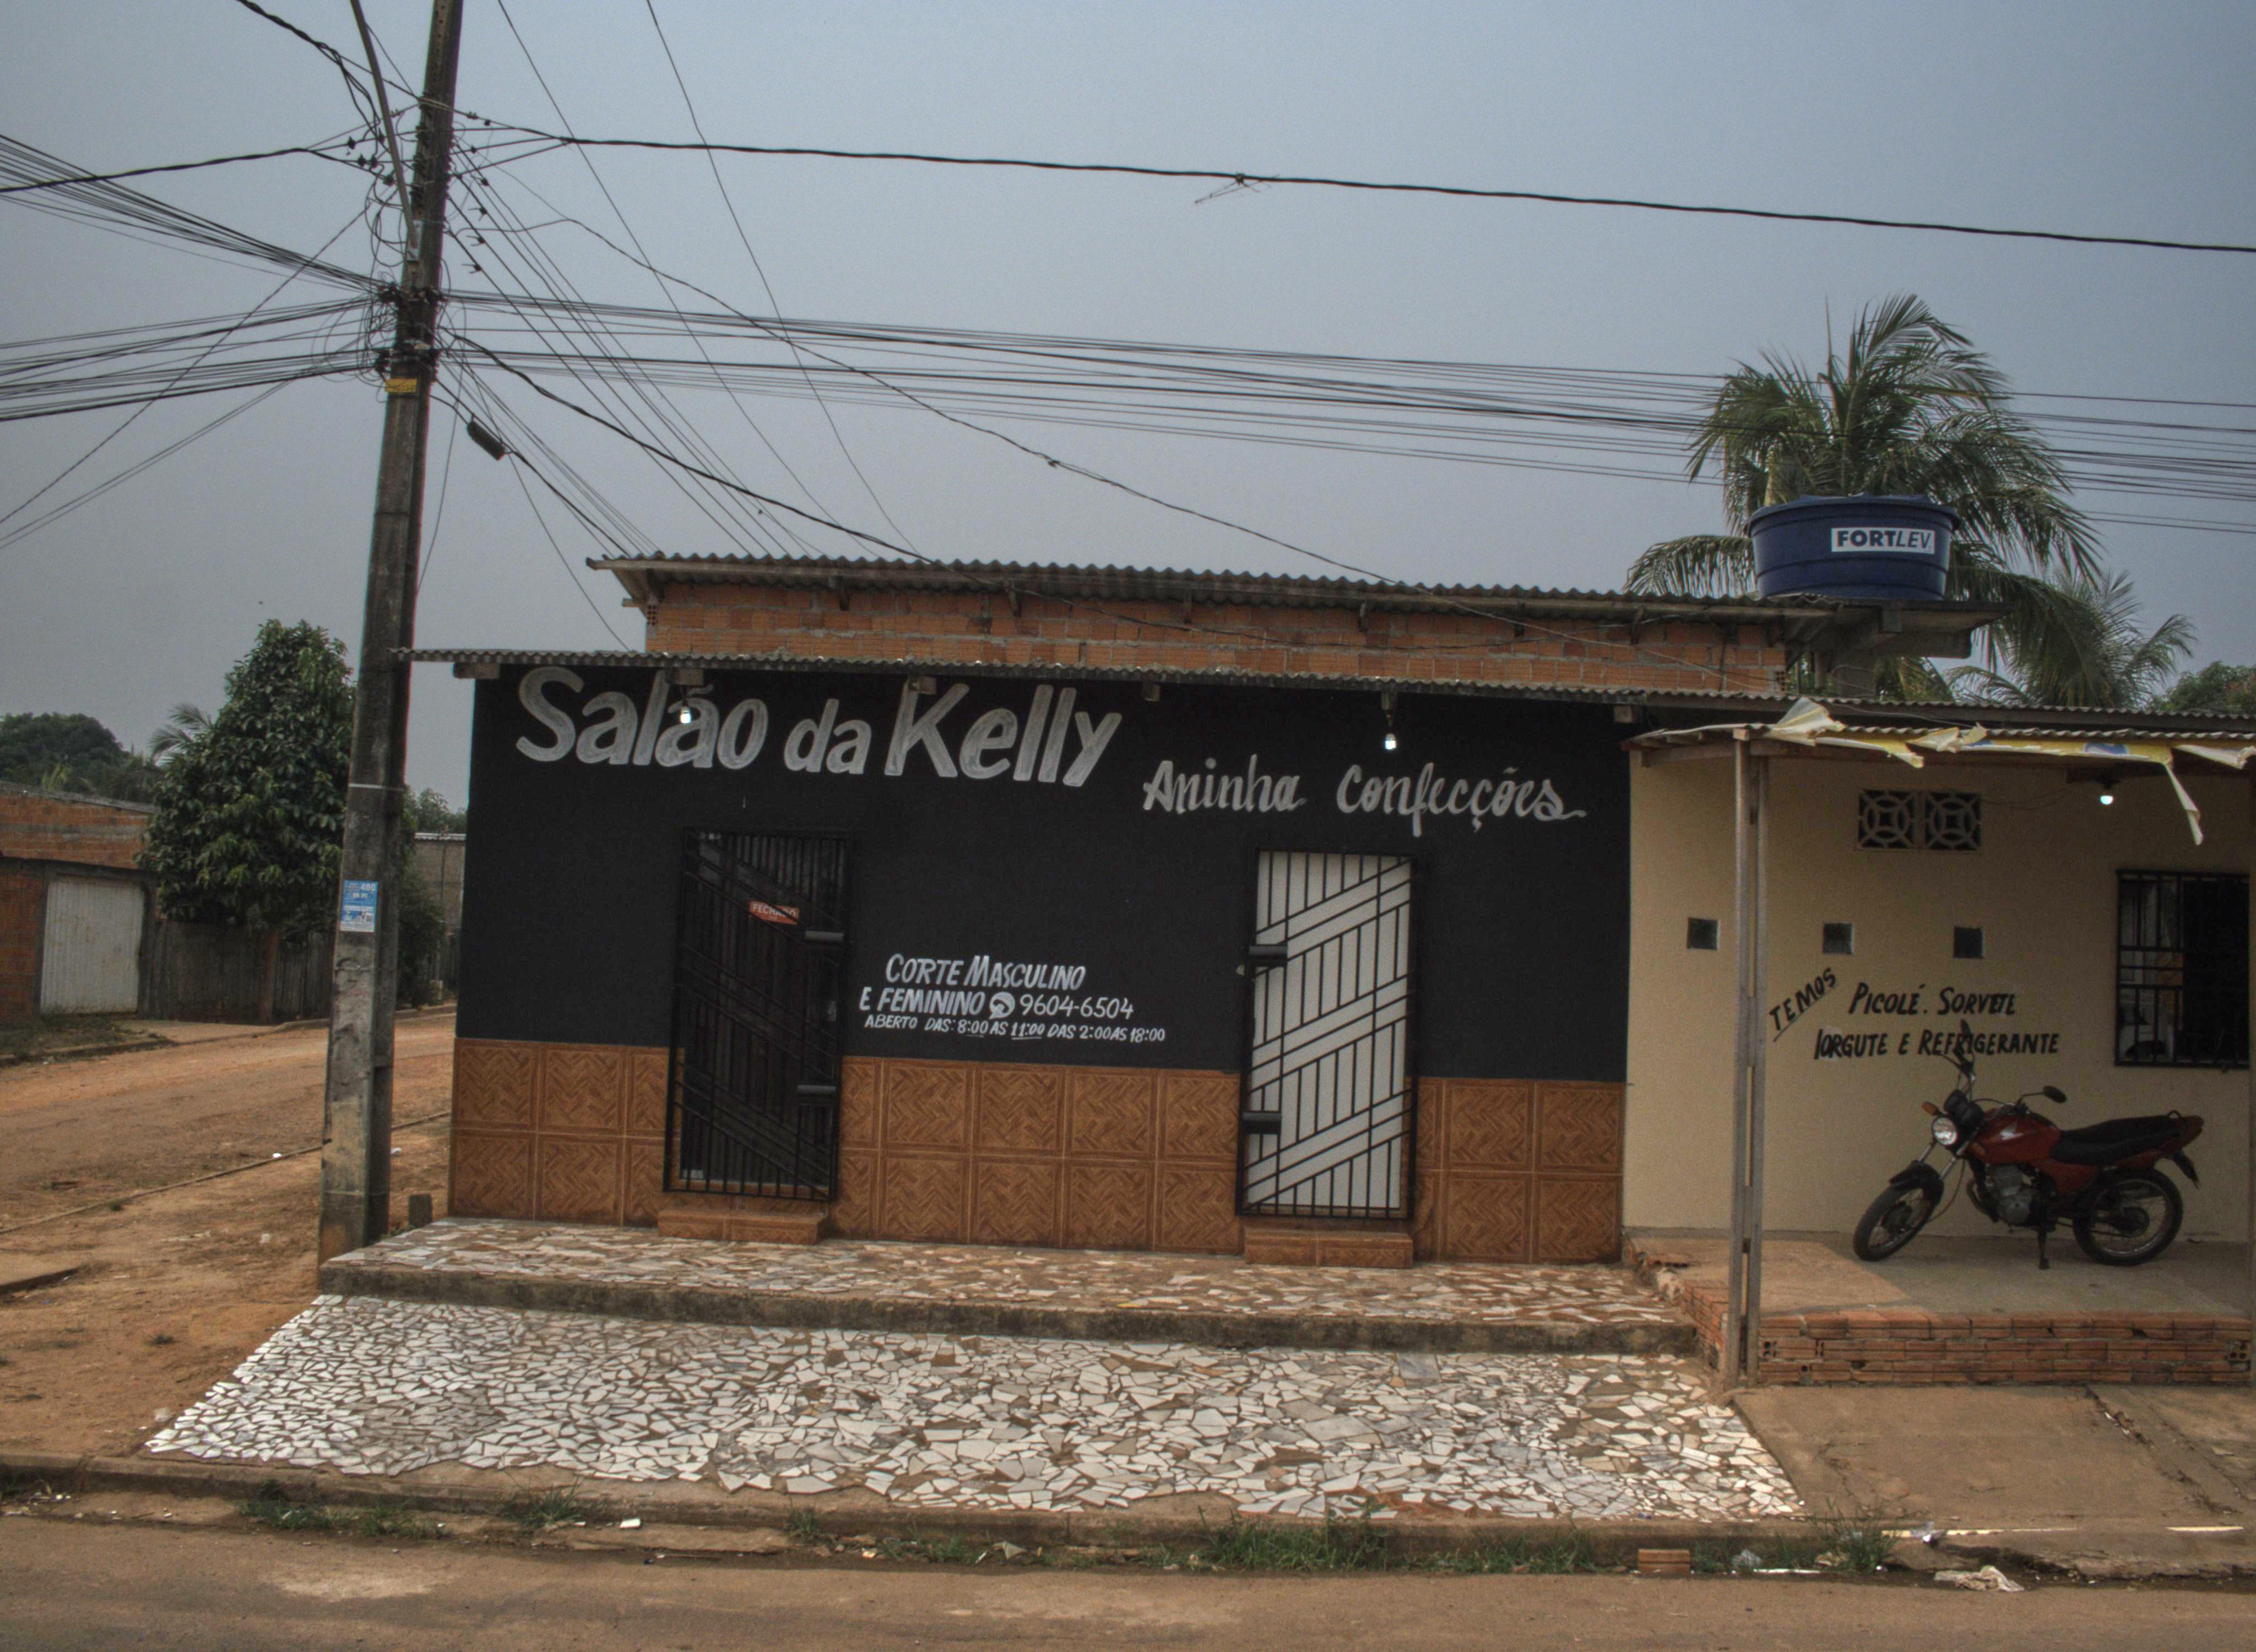 FORTLEV
Salão da Kelly
Aninha Confecções
FECHADO
CORTE MASCULINO
E FEMININO 9604-6504
ABERTO DAS: 8:00 AS 11:00 DAS 2:00 AS 18:00
TEMOS
PICOLÉ. SORVETE
IORGUTE E REFRIGERANTE